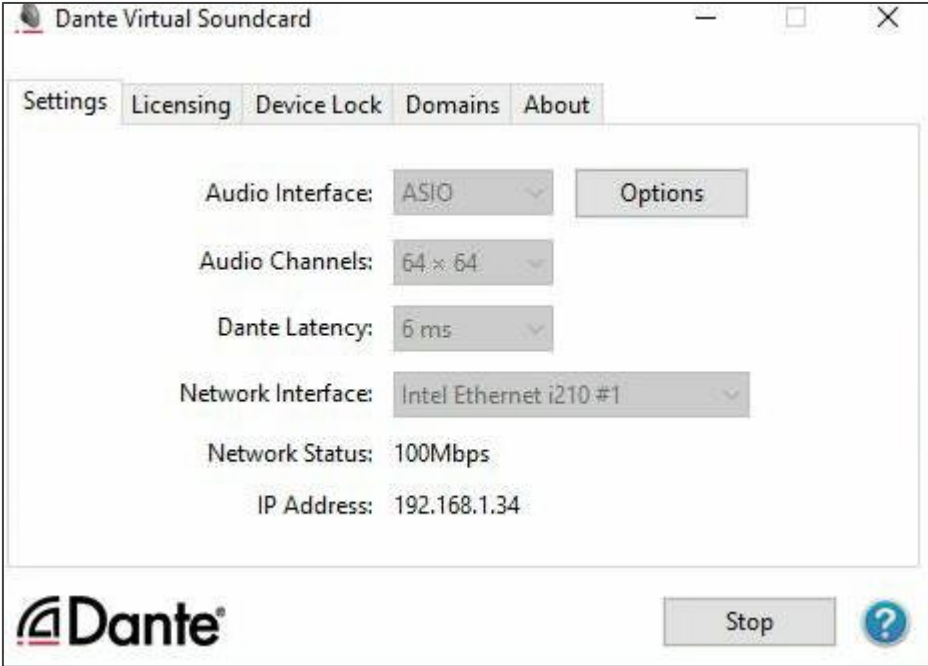 Dante Virtual Soundcard
Settings Licensing Device Lock Domains About
Audio Interface: ASIO Options
Audio Channels: 64 × 64
Dante Latency: 6 ms
Network Interface: Intel Ethernet i210 #1
Network Status: 100Mbps
IP Address: 192.168.1.34
Dante® Stop ?